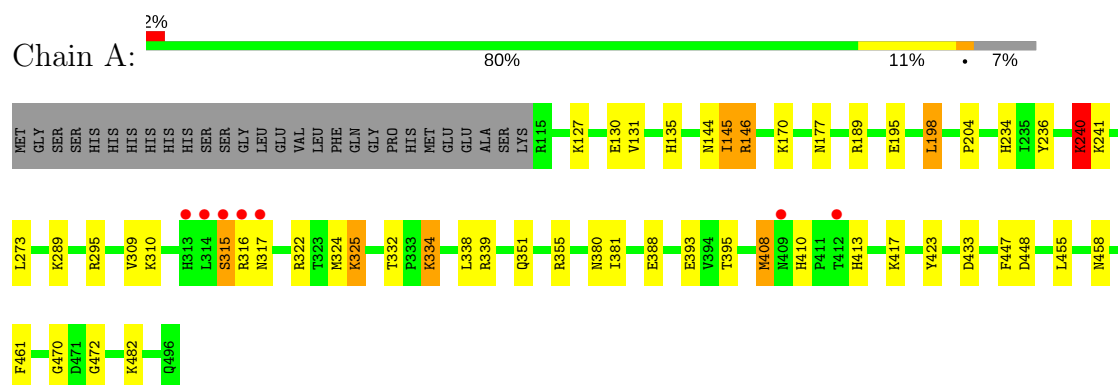 2%
Chain A:
80% 11% • 7%
MET GLY SER SER HIS HIS HIS HIS HIS HIS SER SER GLY LEU GLU VAL LEU PHE GLN GLY PRO HIS MET GLU ALA SER LYS R115 K127 E130 V131 H135 N144 I145 R146 K170 N177 R189 E195 L198 P204 H234 I235 Y236 K240 K241
L273 K289 R295 V309 K310 H313 L314 S315 R316 N317 R322 T323 M324 K325 T332 P333 K334 L338 R339 Q351 R355 N380 I381 E388 E393 V394 T395 M408 N409 H410 P411 T412 H413 K417 Y423 D433 F447 D448 L455 N458
F461 G470 D471 G472 K482 Q496